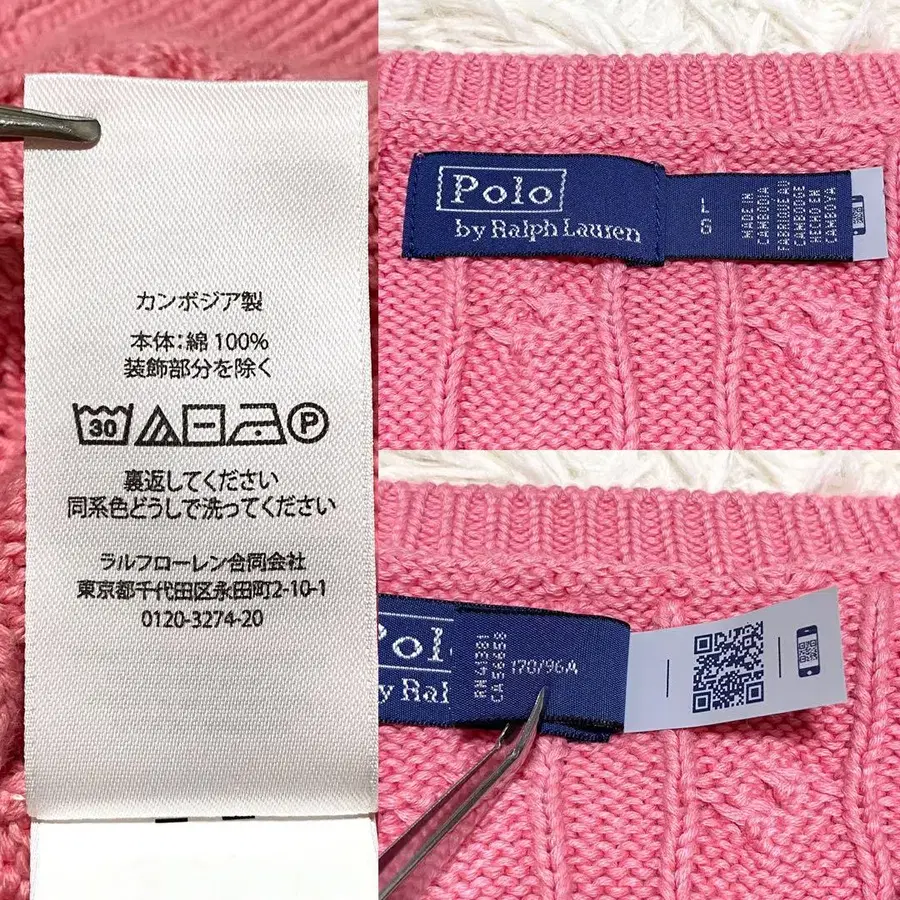 カンボジア製
本体：綿 100%
装飾部分を除く
30
P
裏返してください
同系色どうしで洗ってください
ラルフローレン合同会社
東京都千代田区永田町2-10-1
0120-3274-20
Polo
by Ralph Lauren
L
G
MADE IN
CAMBODIA
FABRIQUE AU
CAMBODGE
HECHO EN
CAMBOYA
Pol
by Ral
RN 41381
CA 56658
170/96A